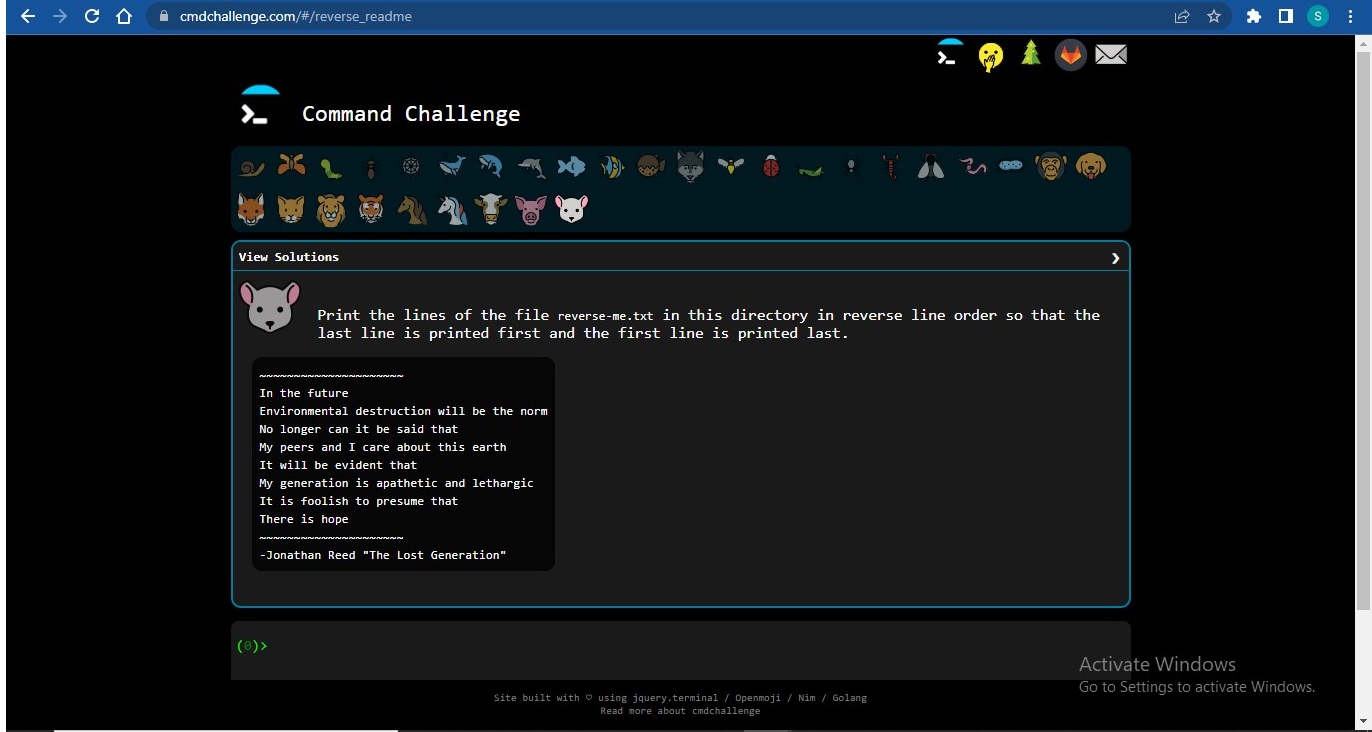 cmdchallenge.com/#/reverse_readme
S
Command Challenge
View Solutions
Print the lines of the file reverse-me.txt in this directory in reverse line order so that the
last line is printed first and the first line is printed last.
~~~~~~~~~~~~~~~~~~~~~
In the future
Environmental destruction will be the norm
No longer can it be said that
My peers and I care about this earth
It will be evident that
My generation is apathetic and lethargic
It is foolish to presume that
There is hope
~~~~~~~~~~~~~~~~~~~~~
-Jonathan Reed "The Lost Generation"
(0)>
Activate Windows
Go to Settings to activate Windows.
Site built with ♡ using jquery.terminal / Openmoji / Nim / Golang
Read more about cmdchallenge